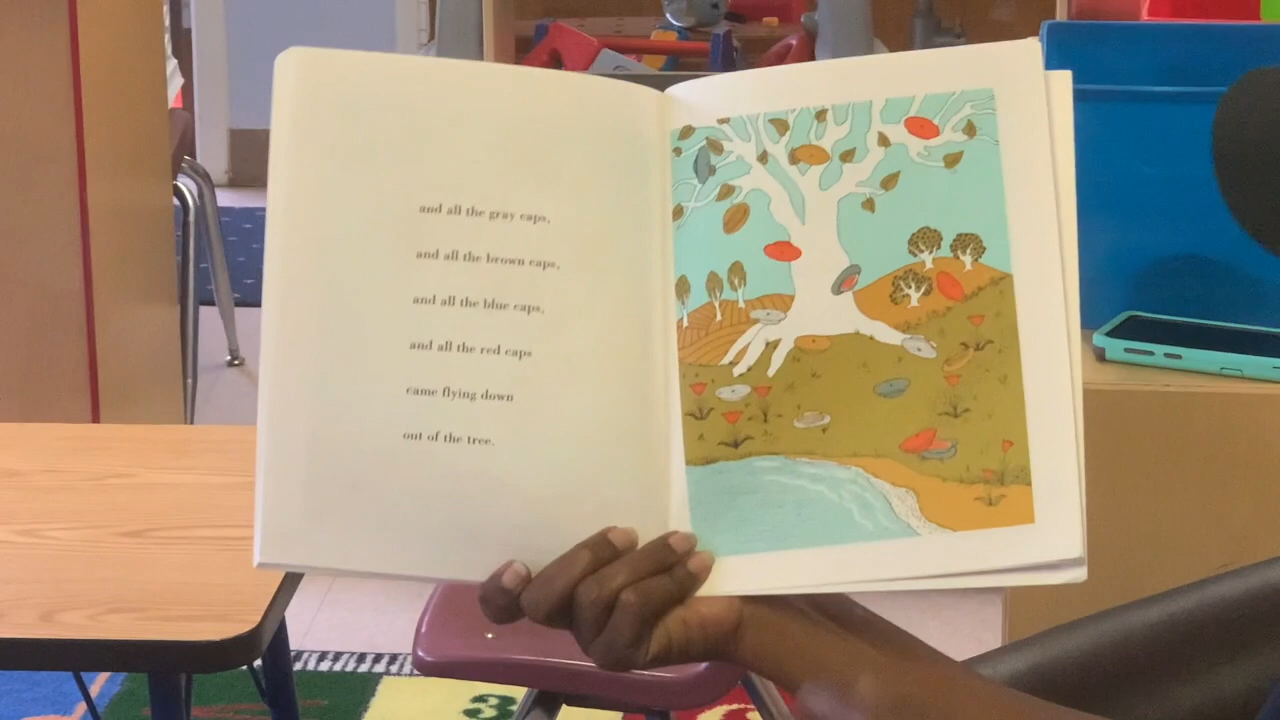 and all the gray caps,
and all the brown caps,
and all the blue caps,
and all the red caps
came flying down
out of the tree.
3